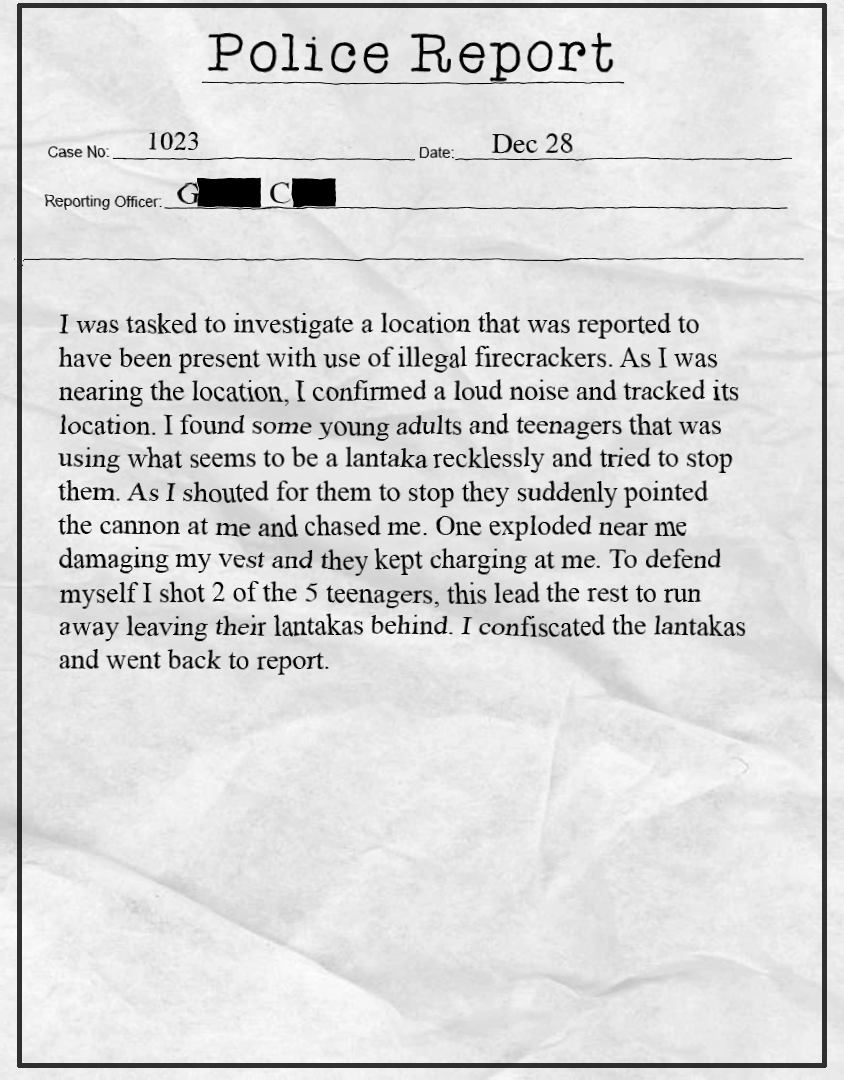 Police Report
Case No: 1023 Date: Dec 28
Reporting Officer: G C
I was tasked to investigate a location that was reported to
have been present with use of illegal firecrackers. As I was
nearing the location, I confirmed a loud noise and tracked its
location. I found some young adults and teenagers that was
using what seems to be a lantaka recklessly and tried to stop
them. As I shouted for them to stop they suddenly pointed
the cannon at me and chased me. One exploded near me
damaging my vest and they kept charging at me. To defend
myself I shot 2 of the 5 teenagers, this lead the rest to run
away leaving their lantakas behind. I confiscated the lantakas
and went back to report.